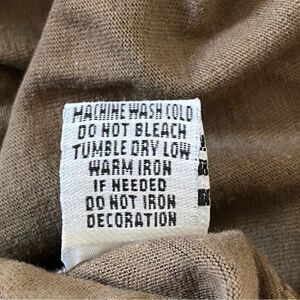 MACHINE WASH COLD
DO NOT BLEACH
TUMBLE DRY LOW
WARM IRON
IF NEEDED
DO NOT IRON
DECORATION